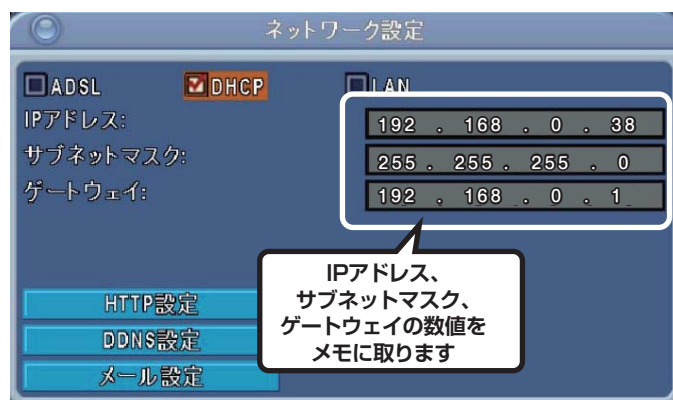 ネットワーク設定
ADSL DHCP LAN
IPアドレス: 192 . 168 . 0 . 38
サブネットマスク: 255 . 255 . 255 . 0
ゲートウェイ: 192 . 168 . 0 . 1
IPアドレス、
サブネットマスク、
ゲートウェイの数値を
メモに取ります
HTTP設定
DDNS設定
メール設定